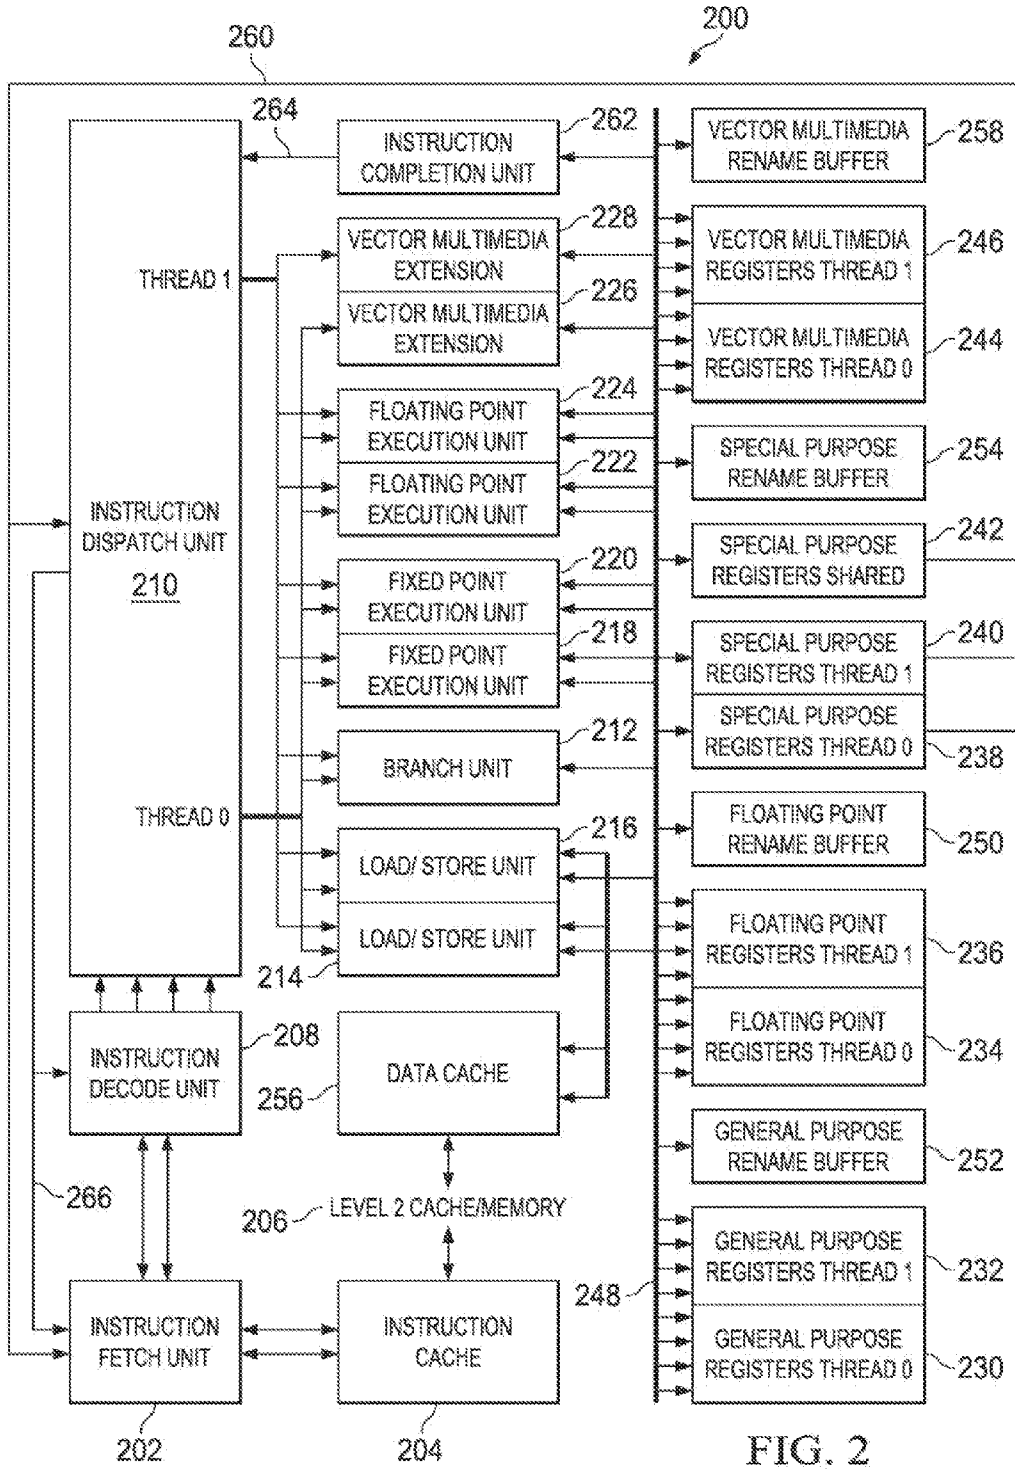 200
260
264
262
INSTRUCTION
COMPLETION UNIT
VECTOR MULTIMEDIA
RENAME BUFFER
258
THREAD 1
228
VECTOR MULTIMEDIA
EXTENSION
226
VECTOR MULTIMEDIA
EXTENSION
VECTOR MULTIMEDIA
REGISTERS THREAD 1
246
VECTOR MULTIMEDIA
REGISTERS THREAD 0
244
224
FLOATING POINT
EXECUTION UNIT
222
FLOATING POINT
EXECUTION UNIT
SPECIAL PURPOSE
RENAME BUFFER
254
INSTRUCTION
DISPATCH UNIT
210
SPECIAL PURPOSE
REGISTERS SHARED
242
220
FIXED POINT
EXECUTION UNIT
218
FIXED POINT
EXECUTION UNIT
SPECIAL PURPOSE
REGISTERS THREAD 1
240
SPECIAL PURPOSE
REGISTERS THREAD 0
238
212
BRANCH UNIT
THREAD 0
FLOATING POINT
RENAME BUFFER
250
216
LOAD/ STORE UNIT
LOAD/ STORE UNIT
214
FLOATING POINT
REGISTERS THREAD 1
236
FLOATING POINT
REGISTERS THREAD 0
234
INSTRUCTION
DECODE UNIT
208
DATA CACHE
256
GENERAL PURPOSE
RENAME BUFFER
252
266
206
LEVEL 2 CACHE/MEMORY
248
GENERAL PURPOSE
REGISTERS THREAD 1
232
GENERAL PURPOSE
REGISTERS THREAD 0
230
INSTRUCTION
FETCH UNIT
202
INSTRUCTION
CACHE
204
FIG. 2